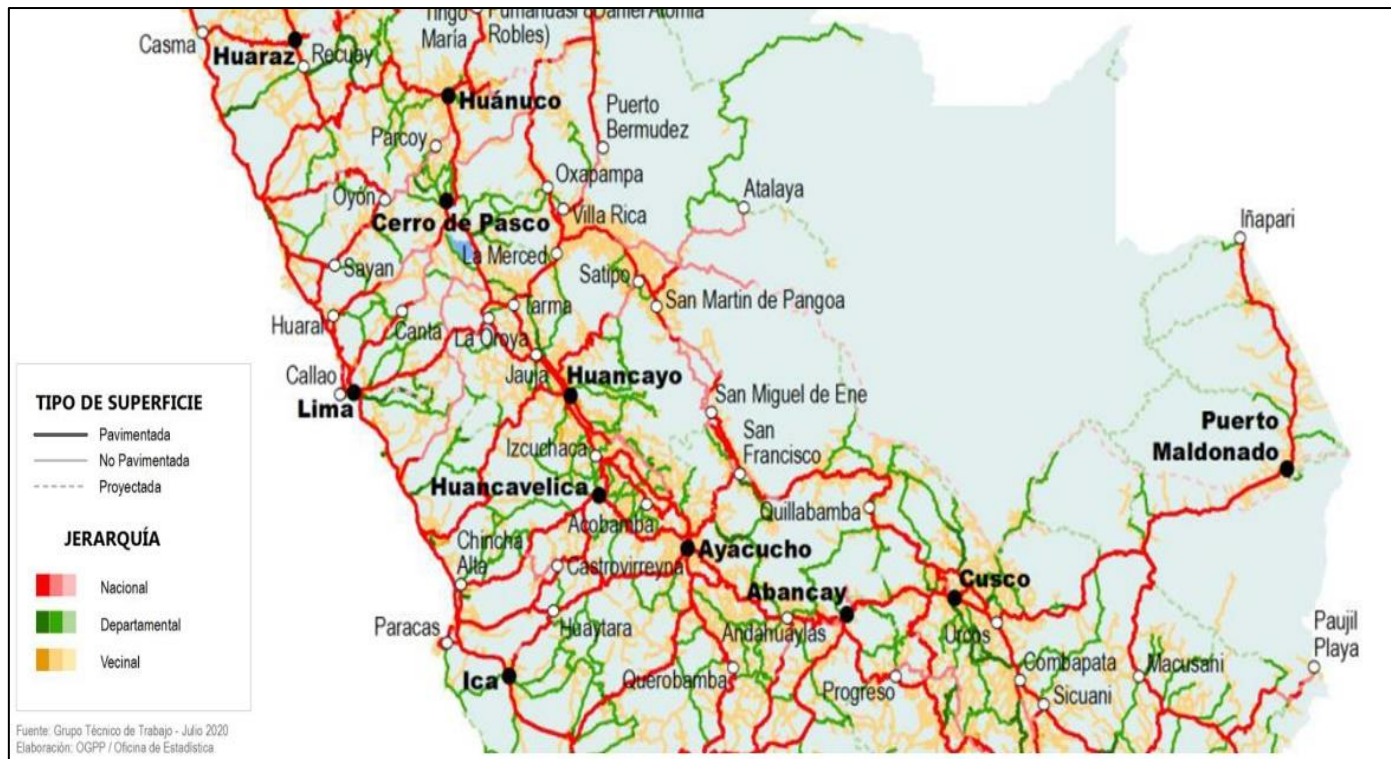 Tingo
María
Pumahuasi &Daniel Alomia
Robles)
Casma
Huaraz
Recuay
Huánuco
Puerto
Bermudez
Parcoy
Oxapampa
Atalaya
Oyón
Villa Rica
Cerro de Pasco
Iñapari
La Merced
Sayan
Satipo
San Martin de Pangoa
Tarma
Huaral
Canta
La Oroya
Jauja
Huancayo
Callao
Lima
San Miguel de Ene
San
Francisco
Puerto
Maldonado
Izcuchaca
Huancavelica
Acobamba
Quillabamba
Ayacucho
Chincha
Alta
Castrovirreyna
Abancay
Cusco
Paracas
Huaytara
Andahuaylas
Urcos
Paujil
Playa
Ica
Querobamba
Progreso
Combapata
Macusani
Sicuani
TIPO DE SUPERFICIE
Pavimentada
No Pavimentada
Proyectada
JERARQUÍA
Nacional
Departamental
Vecinal
Fuente: Grupo Técnico de Trabajo - Julio 2020
Elaboración: OGPP / Oficina de Estadística